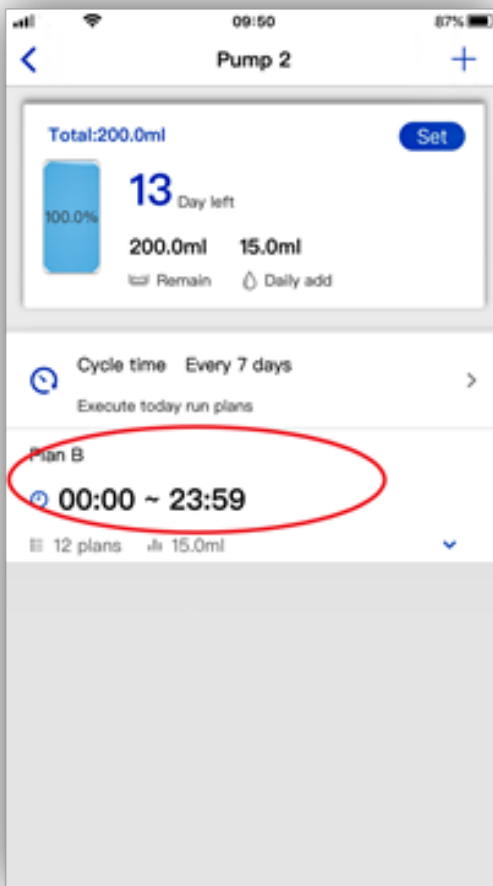 09:50 87%
Pump 2
Total:200.0ml Set
100.0%
13 Day left
200.0ml 15.0ml
Remain Daily add
Cycle time Every 7 days
Execute today run plans
Plan B
00:00 ~ 23:59
12 plans 15.0ml